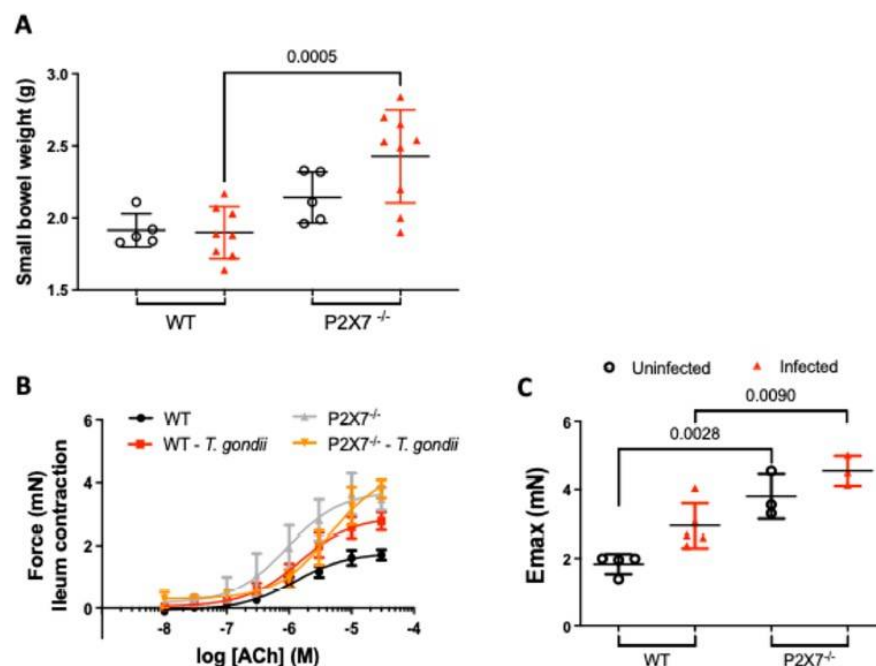 A
0.0005
Small bowel weight (g)
3.0
2.5
2.0
1.5
WT
P2X7 -/-
B
WT
P2X7-/-
WT - T. gondii
P2X7-/- - T. gondii
Force (mN)
Ileum contraction
6
4
2
0
-8
-7
-6
-5
-4
log [ACh] (M)
C
Uninfected
Infected
0.0090
0.0028
Emax (mN)
6
4
2
0
WT
P2X7-/-